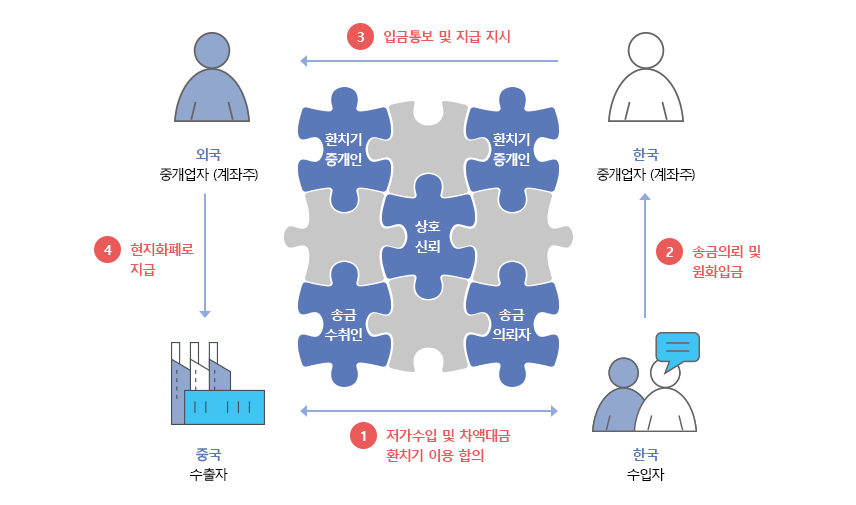 3 입금통보 및 지급 지시
외국
중개업자 (계좌주)
한국
중개업자 (계좌주)
환치기
중개인
환치기
중개인
상호
신뢰
송금
수취인
송금
의뢰자
4 현지화폐로
지급
2 송금의뢰 및
원화입금
1 저가수입 및 차액대금
환치기 이용 합의
중국
수출자
한국
수입자